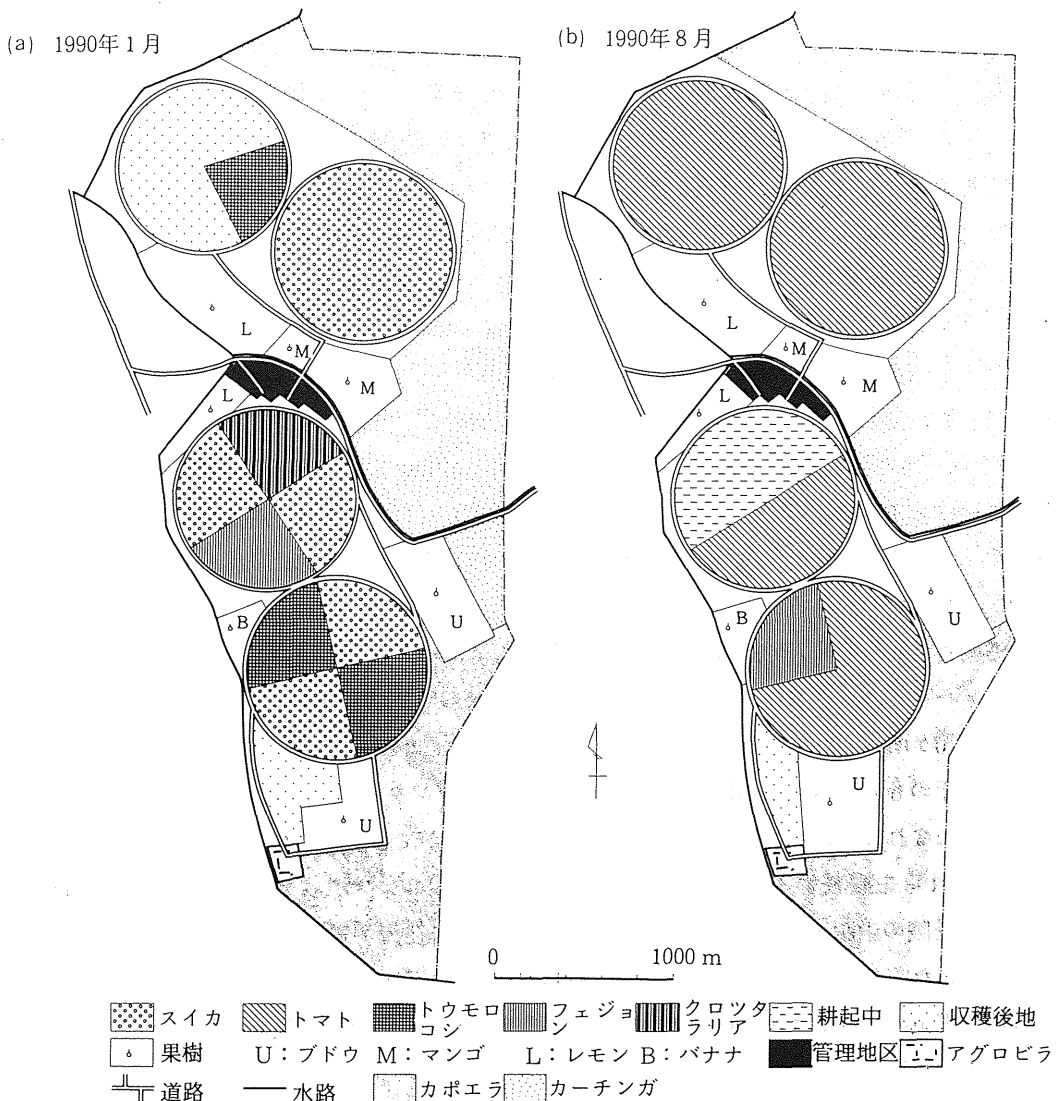 (a) 1990年1月
(b) 1990年8月
L
M
M
L
B
U
U
L
M
M
L
B
U
U
0 1000 m
スイカ トマト トウモロコシ フェジョン クロツタラリア 耕起中 収穫後地
果樹 U：ブドウ M：マンゴ L：レモン B：バナナ 管理地区 アグロビラ
道路 水路 カポエラ カーチンガ